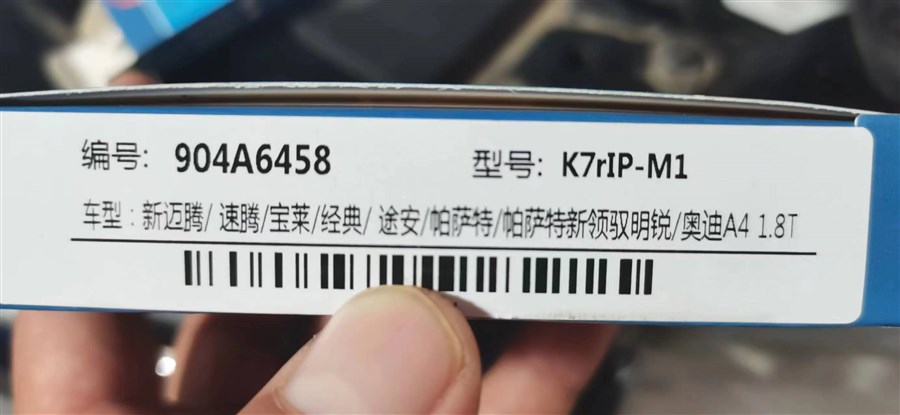 编号: 904A6458 型号: K7rIP-M1
车型：新迈腾/ 速腾/宝莱/经典/ 途安/帕萨特/帕萨特新领驭明锐/奥迪A4 1.8T